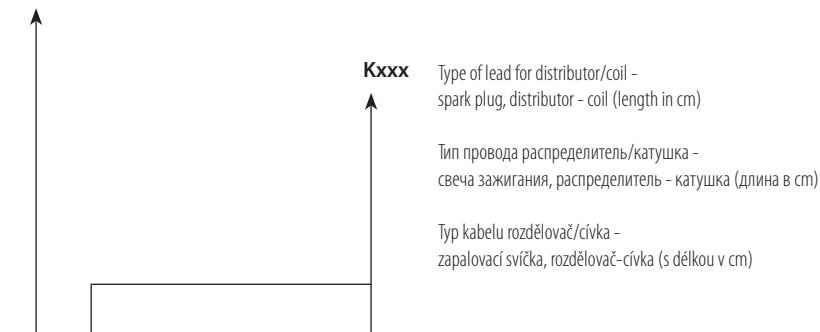 Kxxx
Type of lead for distributor/coil -
spark plug, distributor - coil (length in cm)
Тип провода распределитель/катушка -
свеча зажигания, распределитель - катушка (длина в cm)
Typ kabelu rozdělovač/cívka -
zapalovací svíčka, rozdělovač-cívka (s délkou v cm)